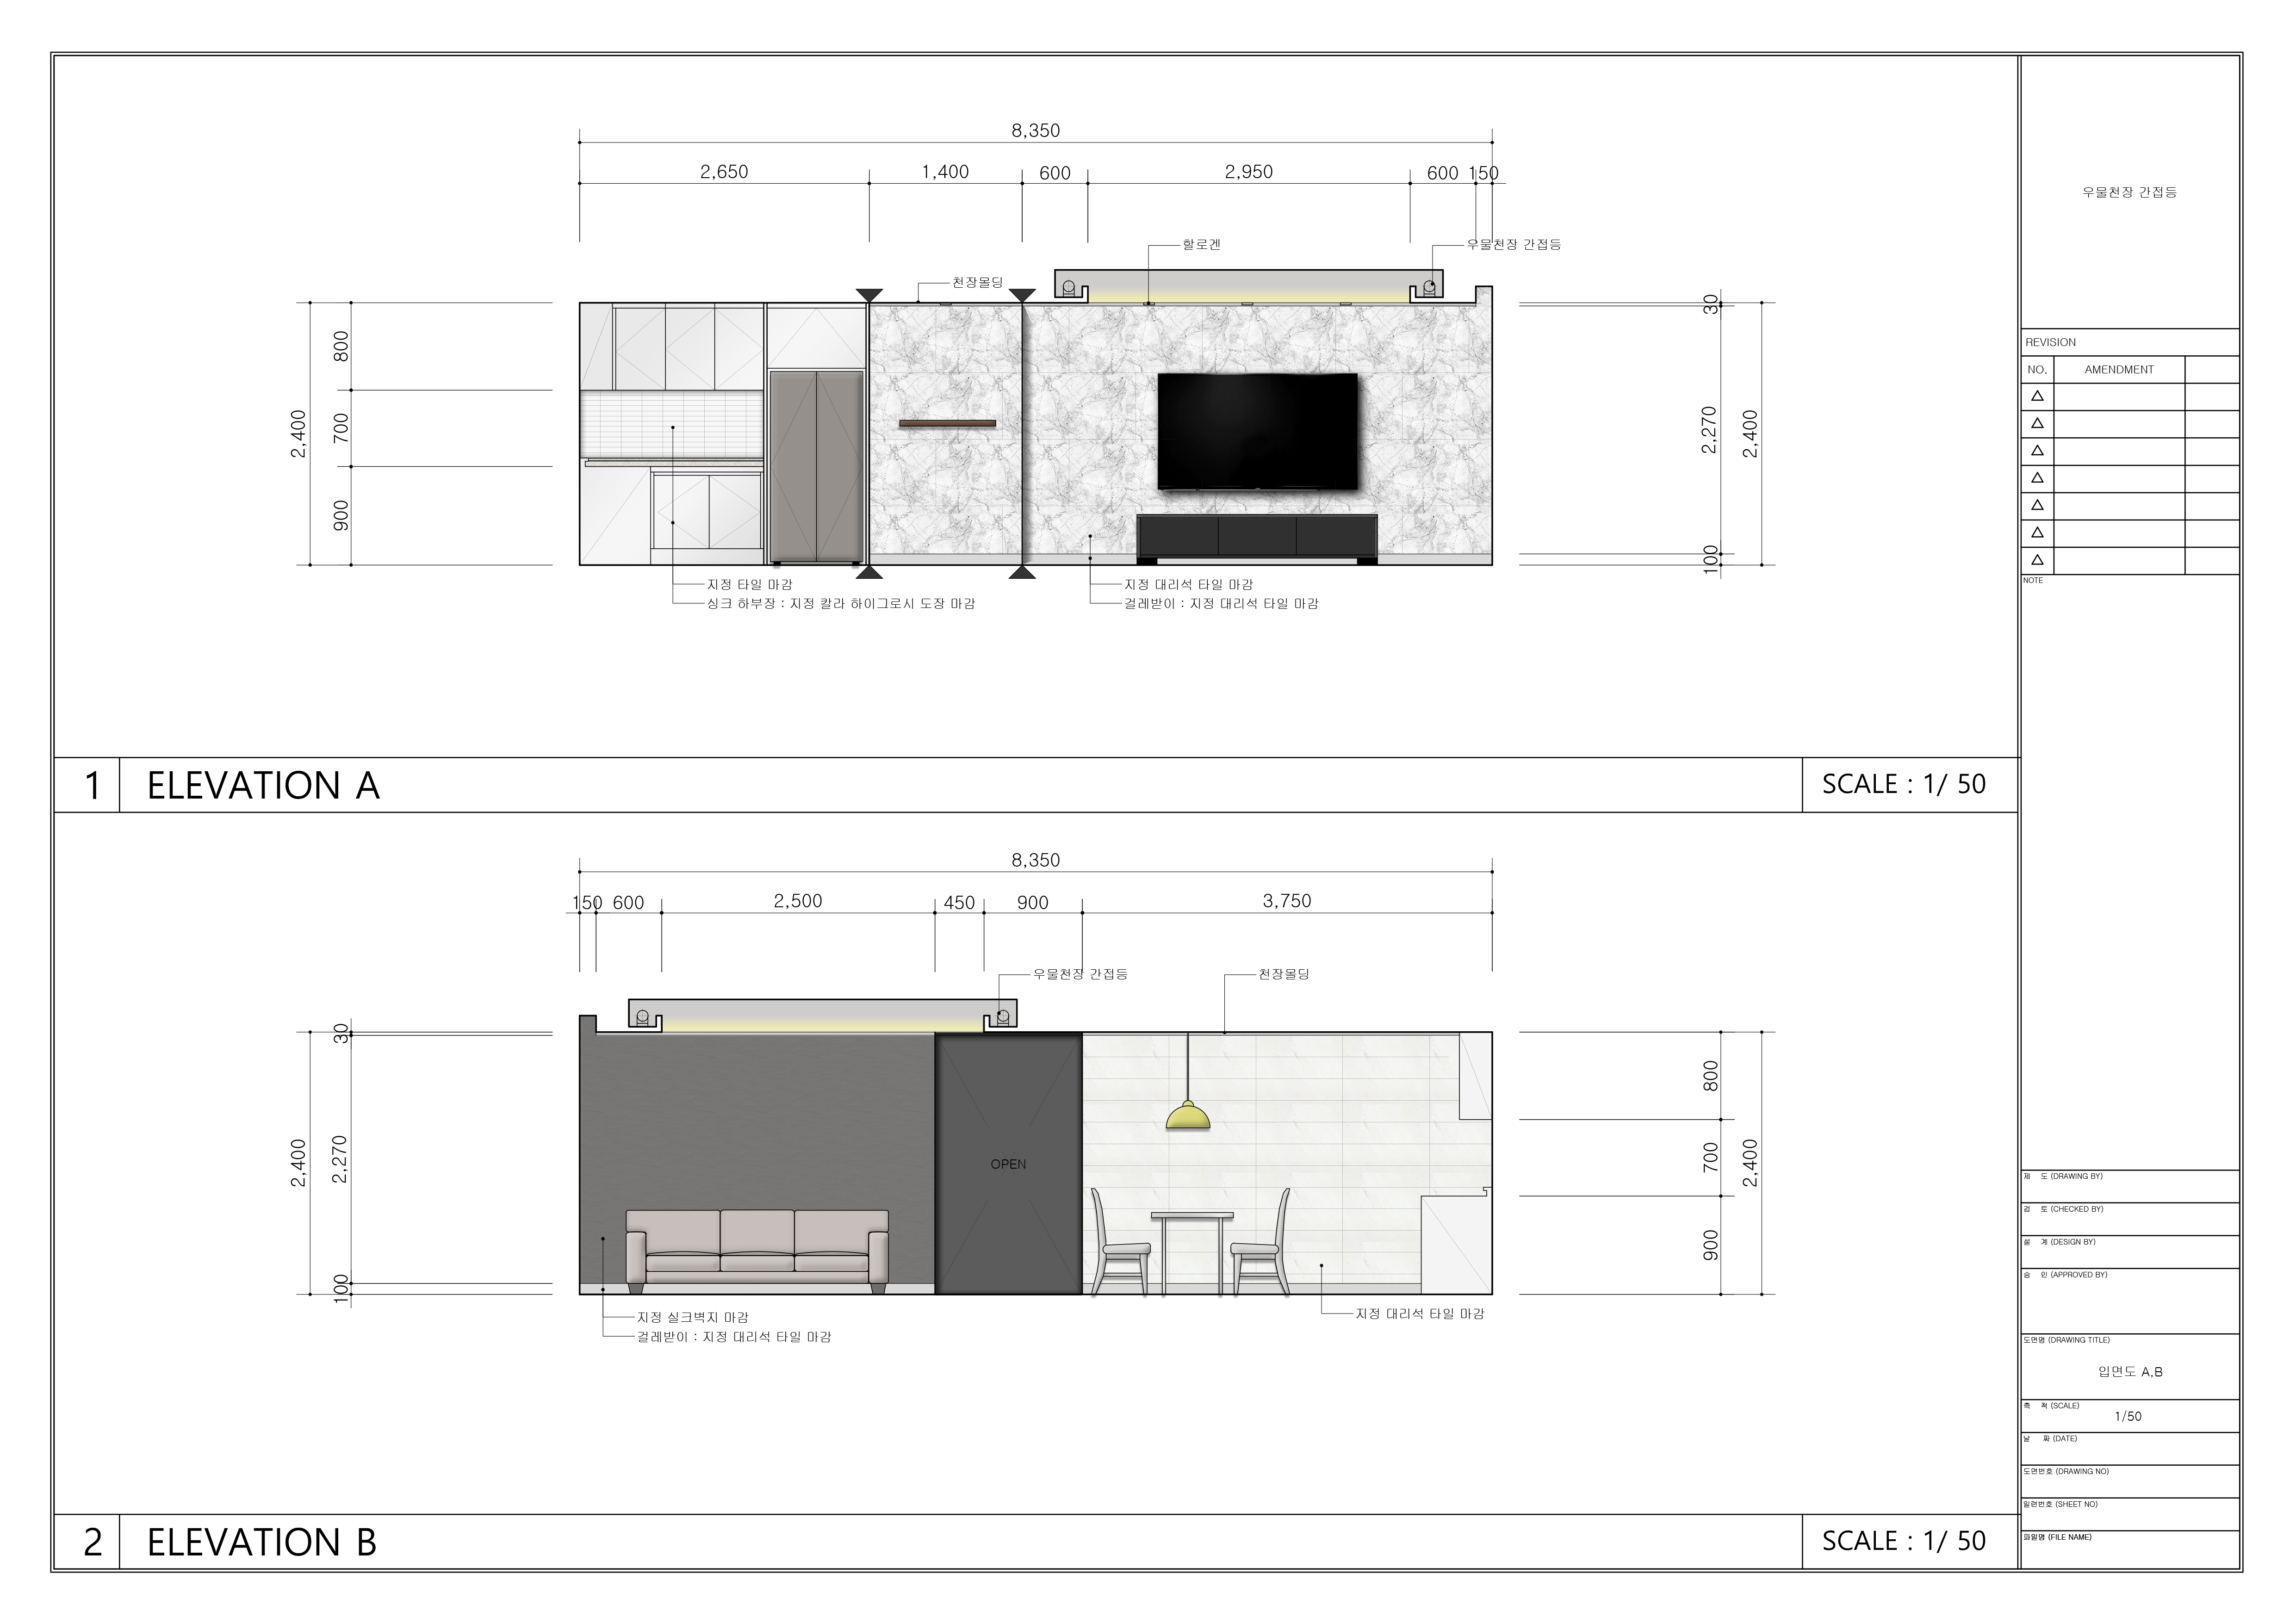 8,350
2,650
1,400
600
2,950
600
150
할로겐
우물천장 간접등
천장몰딩
800
700
900
2,400
30
2,270
100
2,400
지정 타일 마감
싱크 하부장 : 지정 칼라 하이그로시 도장 마감
지정 대리석 타일 마감
걸레받이 : 지정 대리석 타일 마감
1
ELEVATION A
SCALE : 1/ 50
8,350
150
600
2,500
450
900
3,750
우물천장 간접등
천장몰딩
30
2,270
100
2,400
OPEN
800
700
900
2,400
지정 실크벽지 마감
걸레받이 : 지정 대리석 타일 마감
지정 대리석 타일 마감
2
ELEVATION B
SCALE : 1/ 50
우물천장 간접등
REVISION
NO.
AMENDMENT
NOTE
제 도 (DRAWING BY)
검 토 (CHECKED BY)
설 계 (DESIGN BY)
승 인 (APPROVED BY)
도면명 (DRAWING TITLE)
입면도 A,B
축 척 (SCALE)
1/50
날 짜 (DATE)
도면번호 (DRAWING NO)
일련번호 (SHEET NO)
파일명 (FILE NAME)